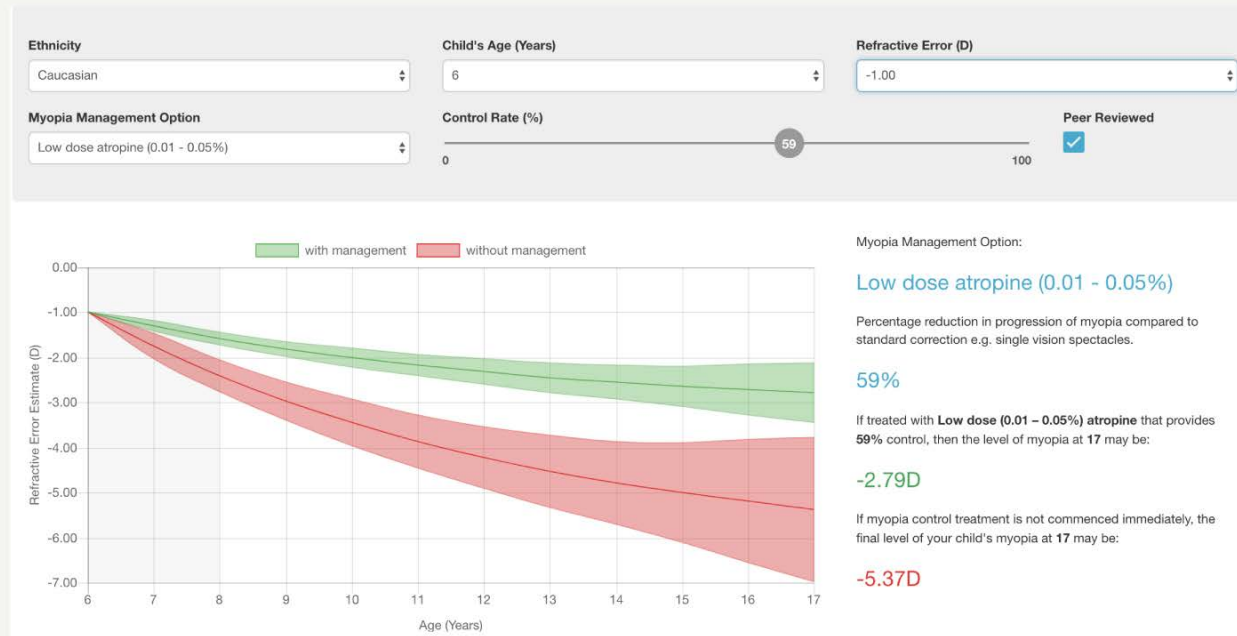 Ethnicity
Child's Age (Years)
Refractive Error (D)
Caucasian
6
-1.00
Myopia Management Option
Control Rate (%)
Peer Reviewed
Low dose atropine (0.01 - 0.05%)
59
0
100
with management
without management
0.00
-1.00
-2.00
-3.00
-4.00
-5.00
-6.00
-7.00
Refractive Error Estimate (D)
6
7
8
9
10
11
12
13
14
15
16
17
Age (Years)
Myopia Management Option:
Low dose atropine (0.01 - 0.05%)
Percentage reduction in progression of myopia compared to
standard correction e.g. single vision spectacles.
59%
If treated with Low dose (0.01 – 0.05%) atropine that provides
59% control, then the level of myopia at 17 may be:
-2.79D
If myopia control treatment is not commenced immediately, the
final level of your child's myopia at 17 may be:
-5.37D